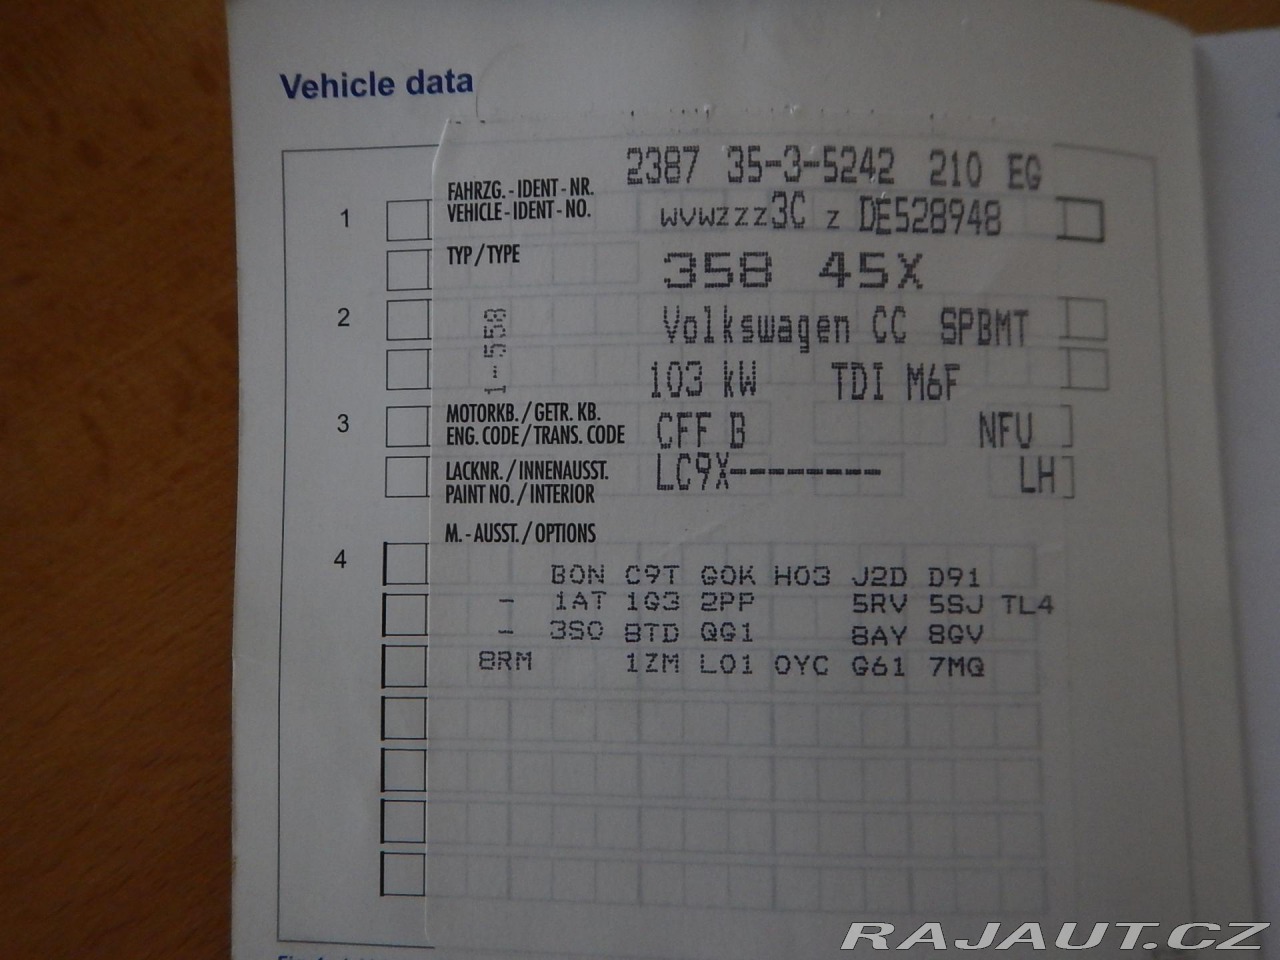 Vehicle data
2387 35-3-5242 210 EG
FAHRZG.-IDENT-NR.
VEHICLE-IDENT-NO.
1
WVWZZZ3C Z DE528948
TYP/TYPE
358 45X
2
1-558
Volkswagen CC SPBMT
103 kW TDI M6F
3
MOTORKB./GETR. KB.
ENG. CODE/TRANS. CODE
CFF B NFU
LACKNR./INNENAUSST.
PAINT NO./INTERIOR
LC9X-------- LH
M.-AUSST./OPTIONS
4
B0N C9T G0K H03 J2D D91
- 1AT 1G3 2PP 5RV 5SJ TL4
- 3S0 8TD QG1 8AY 8GV
8RM 1ZM L01 0YC G61 7MQ
RAJAUT.CZ